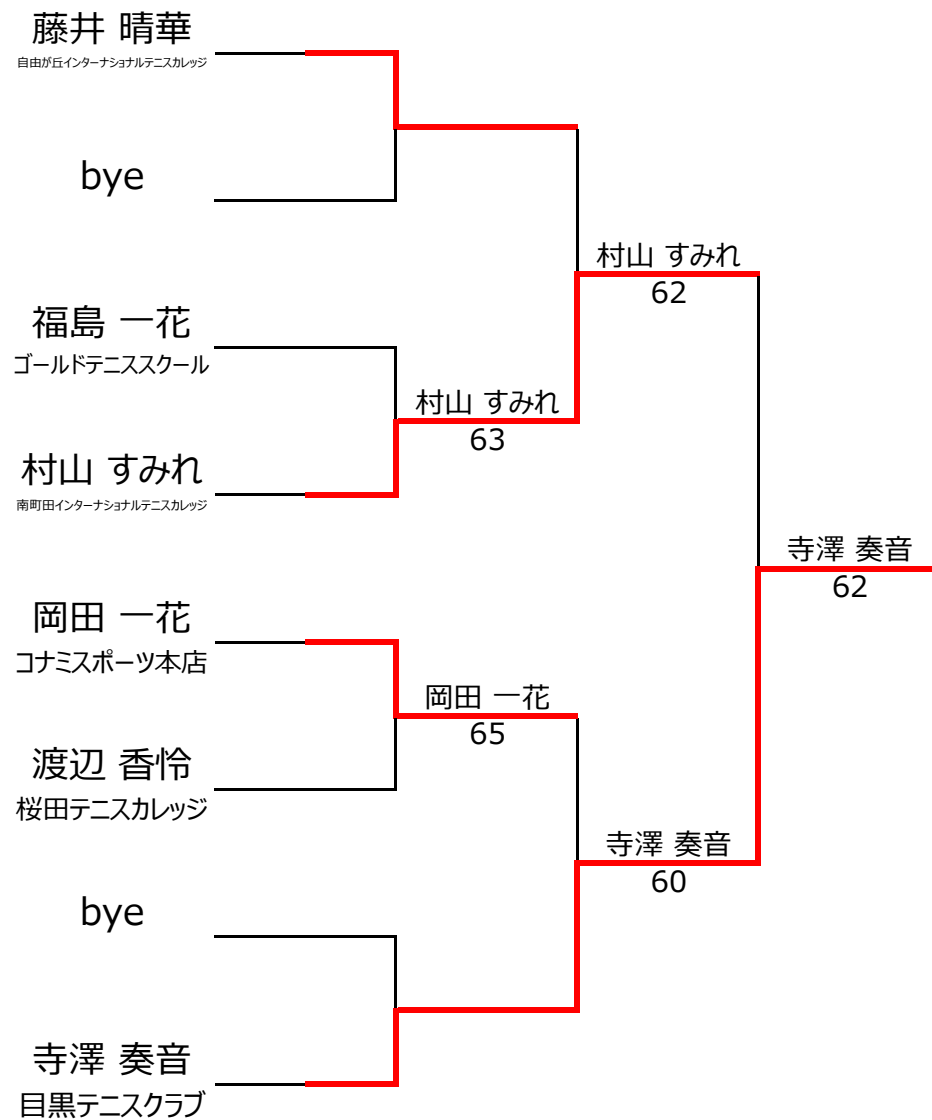 藤井 晴華
自由が丘インターナショナルテニスカレッジ
bye
福島 一花
ゴールドテニススクール
村山 すみれ
南町田インターナショナルテニスカレッジ
岡田 一花
コナミスポーツ本店
渡辺 香怜
桜田テニスカレッジ
bye
寺澤 奏音
目黒テニスクラブ
村山 すみれ
63
岡田 一花
65
村山 すみれ
62
寺澤 奏音
60
寺澤 奏音
62